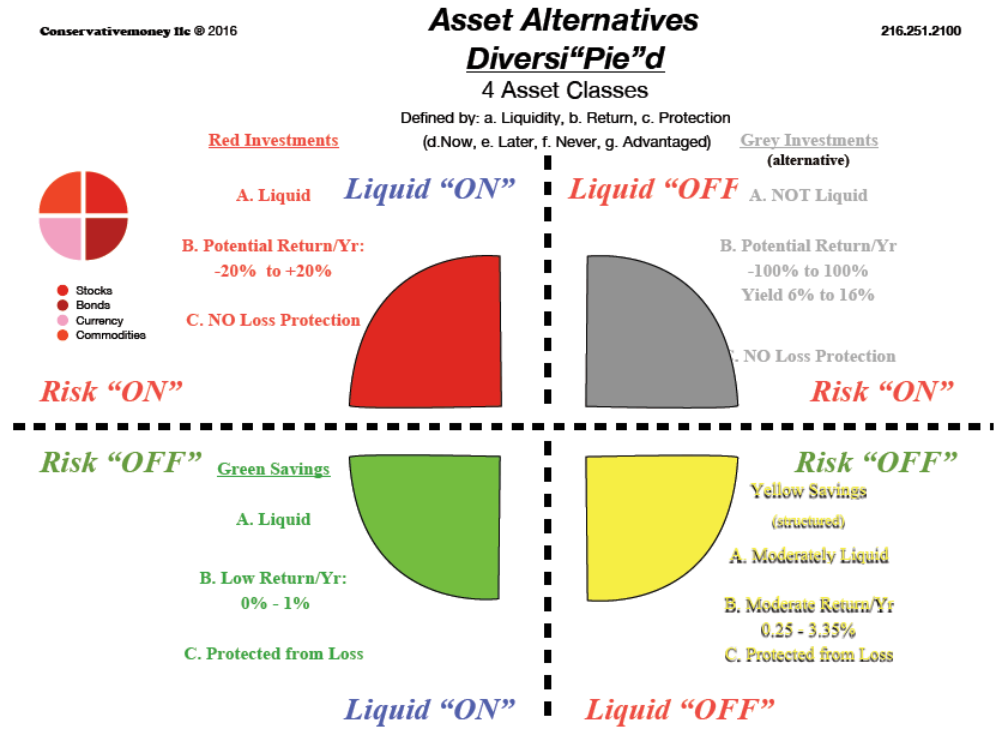 Conservativemoney llc ® 2016
Asset Alternatives
Diversi“Pie”d
216.251.2100
4 Asset Classes
Defined by: a. Liquidity, b. Return, c. Protection
(d.Now, e. Later, f. Never, g. Advantaged)
Red Investments
Liquid “ON”
A. Liquid
B. Potential Return/Yr:
-20% to +20%
C. NO Loss Protection
Stocks
Bonds
Currency
Commodities
Risk “ON”
Grey Investments
(alternative)
Liquid “OFF
A. NOT Liquid
B. Potential Return/Yr
-100% to 100%
Yield 6% to 16%
C. NO Loss Protection
Risk “ON”
Risk “OFF”
Green Savings
A. Liquid
B. Low Return/Yr:
0% - 1%
C. Protected from Loss
Liquid “ON”
Risk “OFF”
Yellow Savings
(structured)
A. Moderately Liquid
B. Moderate Return/Yr
0.25 - 3.35%
C. Protected from Loss
Liquid “OFF”